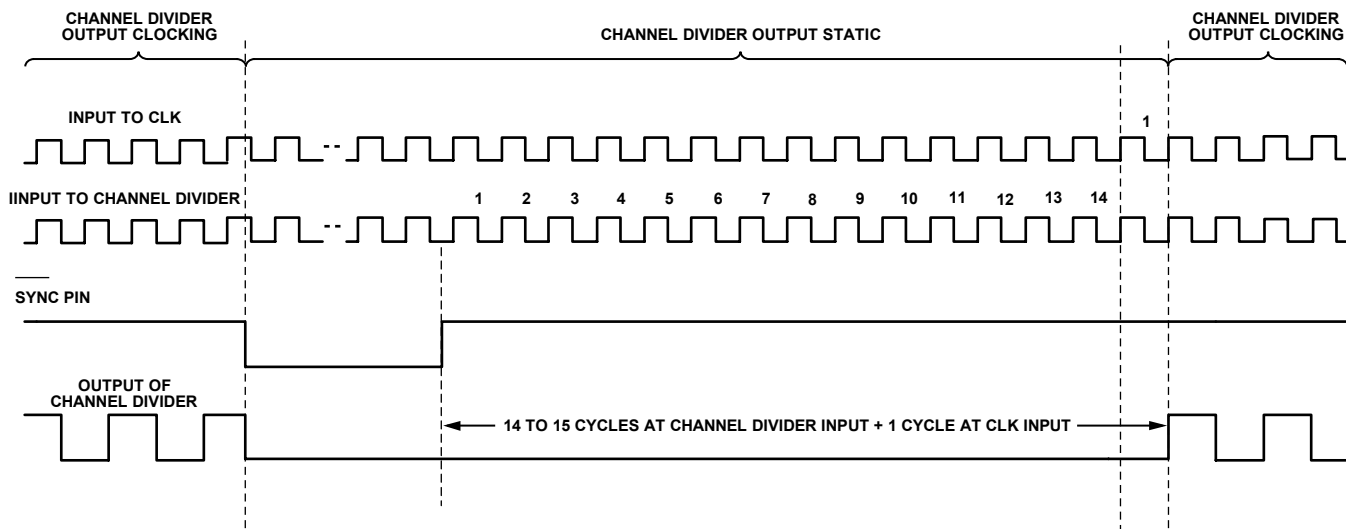 CHANNEL DIVIDER
OUTPUT CLOCKING
CHANNEL DIVIDER OUTPUT STATIC
CHANNEL DIVIDER
OUTPUT CLOCKING
INPUT TO CLK
1
IINPUT TO CHANNEL DIVIDER
1 2 3 4 5 6 7 8 9 10 11 12 13 14
SYNC PIN
OUTPUT OF
CHANNEL DIVIDER
14 TO 15 CYCLES AT CHANNEL DIVIDER INPUT + 1 CYCLE AT CLK INPUT